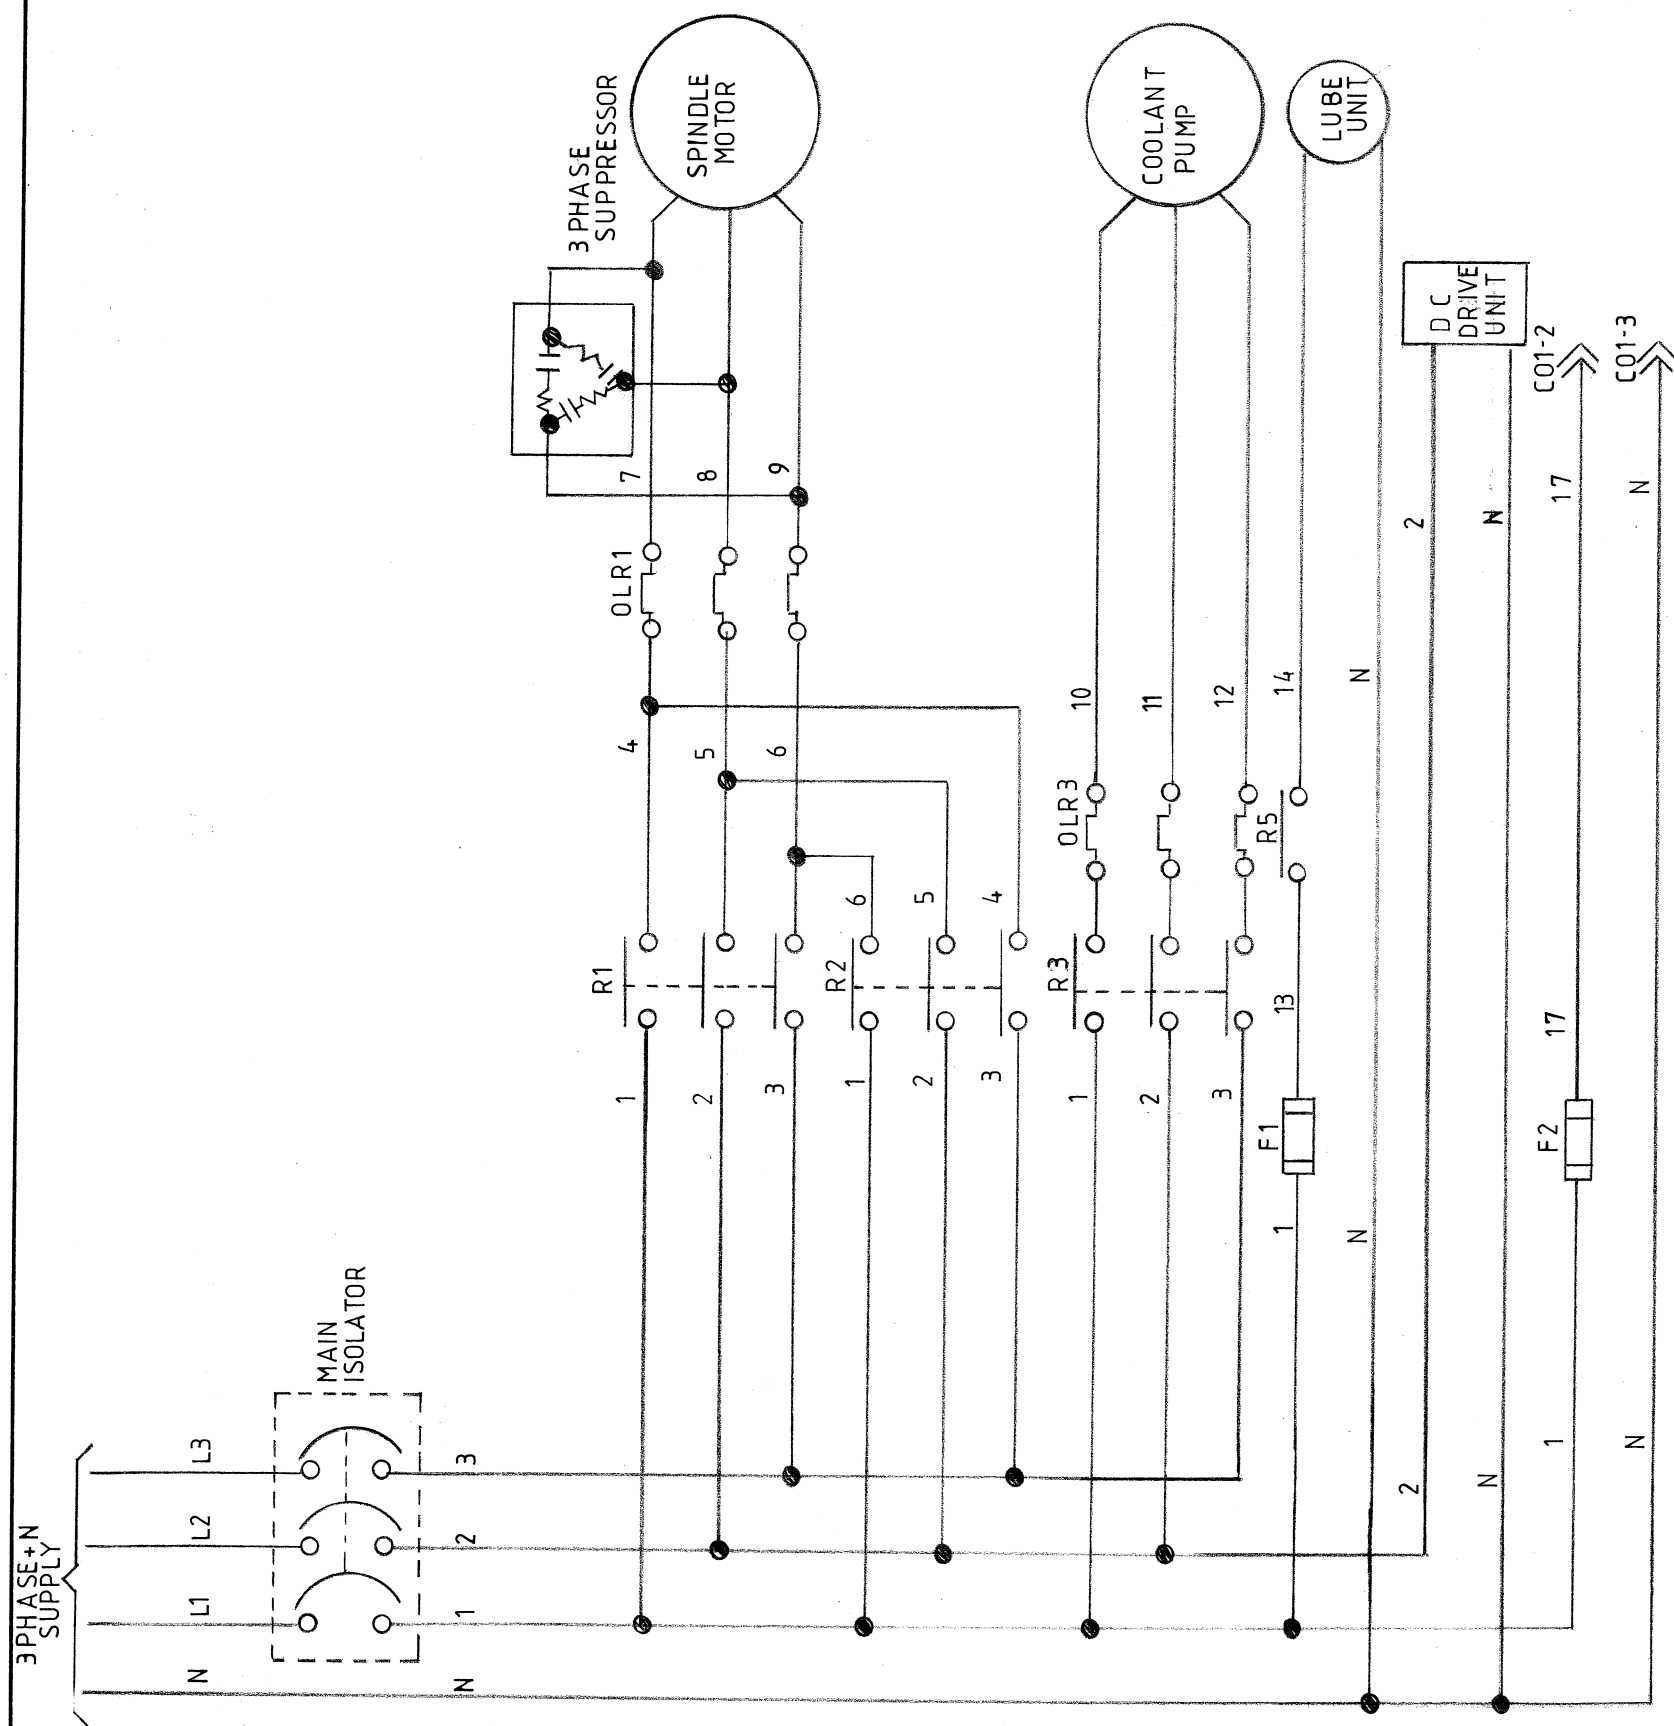 3 PHASE+N
SUPPLY
N
L1
L2
L3
MAIN
ISOLATOR
N
1
2
3
1
2
3
1
2
3
1
2
3
1
N
2
N
1
N
R1
R2
R3
F1
F2
13
17
6
5
4
4
5
6
OLR1
OLR3
R5
10
11
12
14
N
7
8
9
2
N
17
N
3 PHASE
SUPPRESSOR
SPINDLE
MOTOR
COOLANT
PUMP
LUBE
UNIT
DC
DRIVE
UNIT
C01-2
C01-3
N